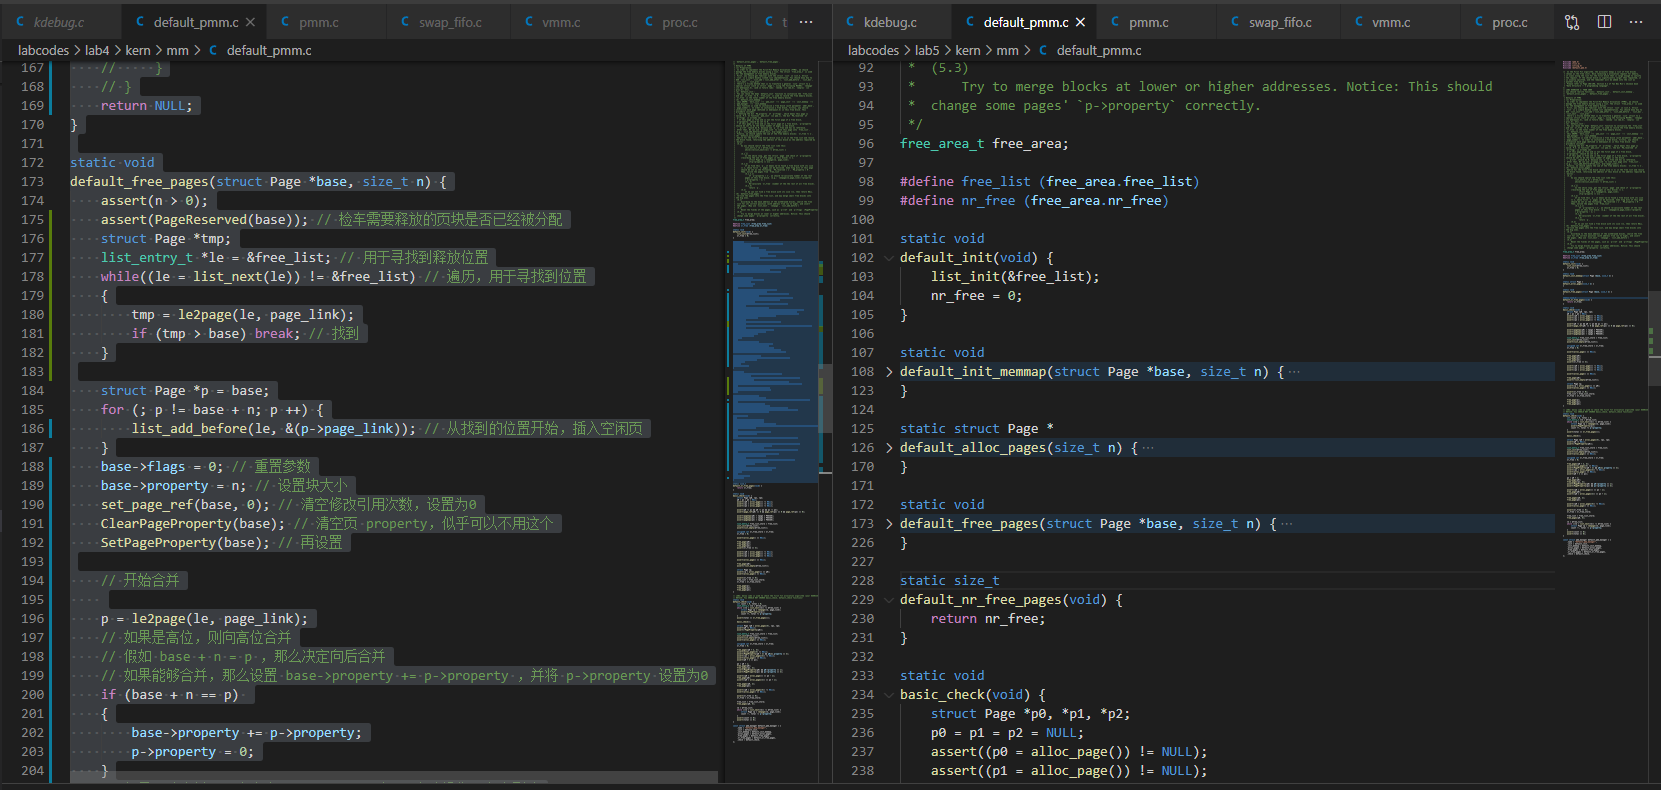 kdebug.c
default_pmm.c
pmm.c
swap_fifo.c
vmm.c
proc.c
labcodes > lab4 > kern > mm > C default_pmm.c
167 // }
168 // }
169 return NULL;
170 }
171
172 static void
173 default_free_pages(struct Page *base, size_t n) {
174 assert(n > 0);
175 assert(PageReserved(base)); // 检车需要释放的页块是否已经被分配
176 struct Page *tmp;
177 list_entry_t *le = &free_list; // 用于寻找到释放位置
178 while((le = list_next(le)) != &free_list) // 遍历，用于寻找到位置
179 {
180 tmp = le2page(le, page_link);
181 if (tmp > base) break; // 找到
182 }
183
184 struct Page *p = base;
185 for (; p != base + n; p ++) {
186 list_add_before(le, &(p->page_link)); // 从找到的位置开始，插入空闲页
187 }
188 base->flags = 0; // 重置参数
189 base->property = n; // 设置块大小
190 set_page_ref(base, 0); // 清空修改引用次数，设置为0
191 ClearPageProperty(base); // 清空页 property，似乎可以不用这个
192 SetPageProperty(base); // 再设置
193
194 // 开始合并
195
196 p = le2page(le, page_link);
197 // 如果是高位，则向高位合并
198 // 假如 base + n = p ，那么决定向后合并
199 // 如果能够合并，那么设置 base->property += p->property ，并将 p->property 设置为0
200 if (base + n == p)
201 {
202 base->property += p->property;
203 p->property = 0;
204 }
kdebug.c
default_pmm.c
pmm.c
swap_fifo.c
vmm.c
proc.c
labcodes > lab5 > kern > mm > C default_pmm.c
92 * (5.3)
93 * Try to merge blocks at lower or higher addresses. Notice: This should
94 * change some pages' `p->property` correctly.
95 */
96 free_area_t free_area;
97
98 #define free_list (free_area.free_list)
99 #define nr_free (free_area.nr_free)
100
101 static void
102 default_init(void) {
103 list_init(&free_list);
104 nr_free = 0;
105 }
106
107 static void
108 default_init_memmap(struct Page *base, size_t n) { ...
123 }
124
125 static struct Page *
126 default_alloc_pages(size_t n) { ...
170 }
171
172 static void
173 default_free_pages(struct Page *base, size_t n) { ...
226 }
227
228 static size_t
229 default_nr_free_pages(void) {
230 return nr_free;
231 }
232
233 static void
234 basic_check(void) {
235 struct Page *p0, *p1, *p2;
236 p0 = p1 = p2 = NULL;
237 assert((p0 = alloc_page()) != NULL);
238 assert((p1 = alloc_page()) != NULL);